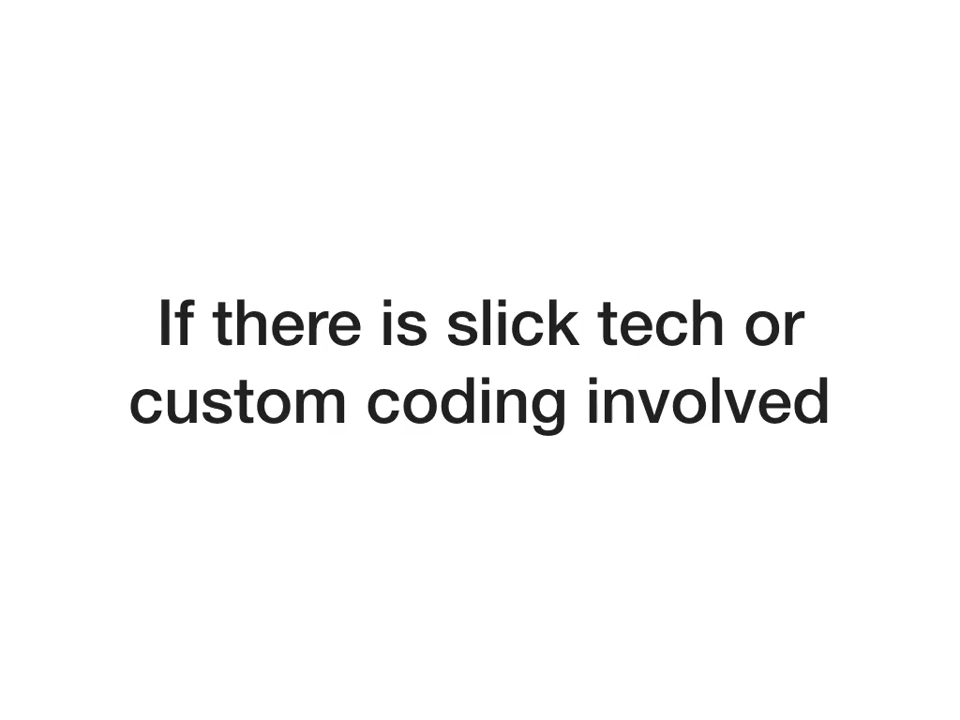 If there is slick tech or
custom coding involved